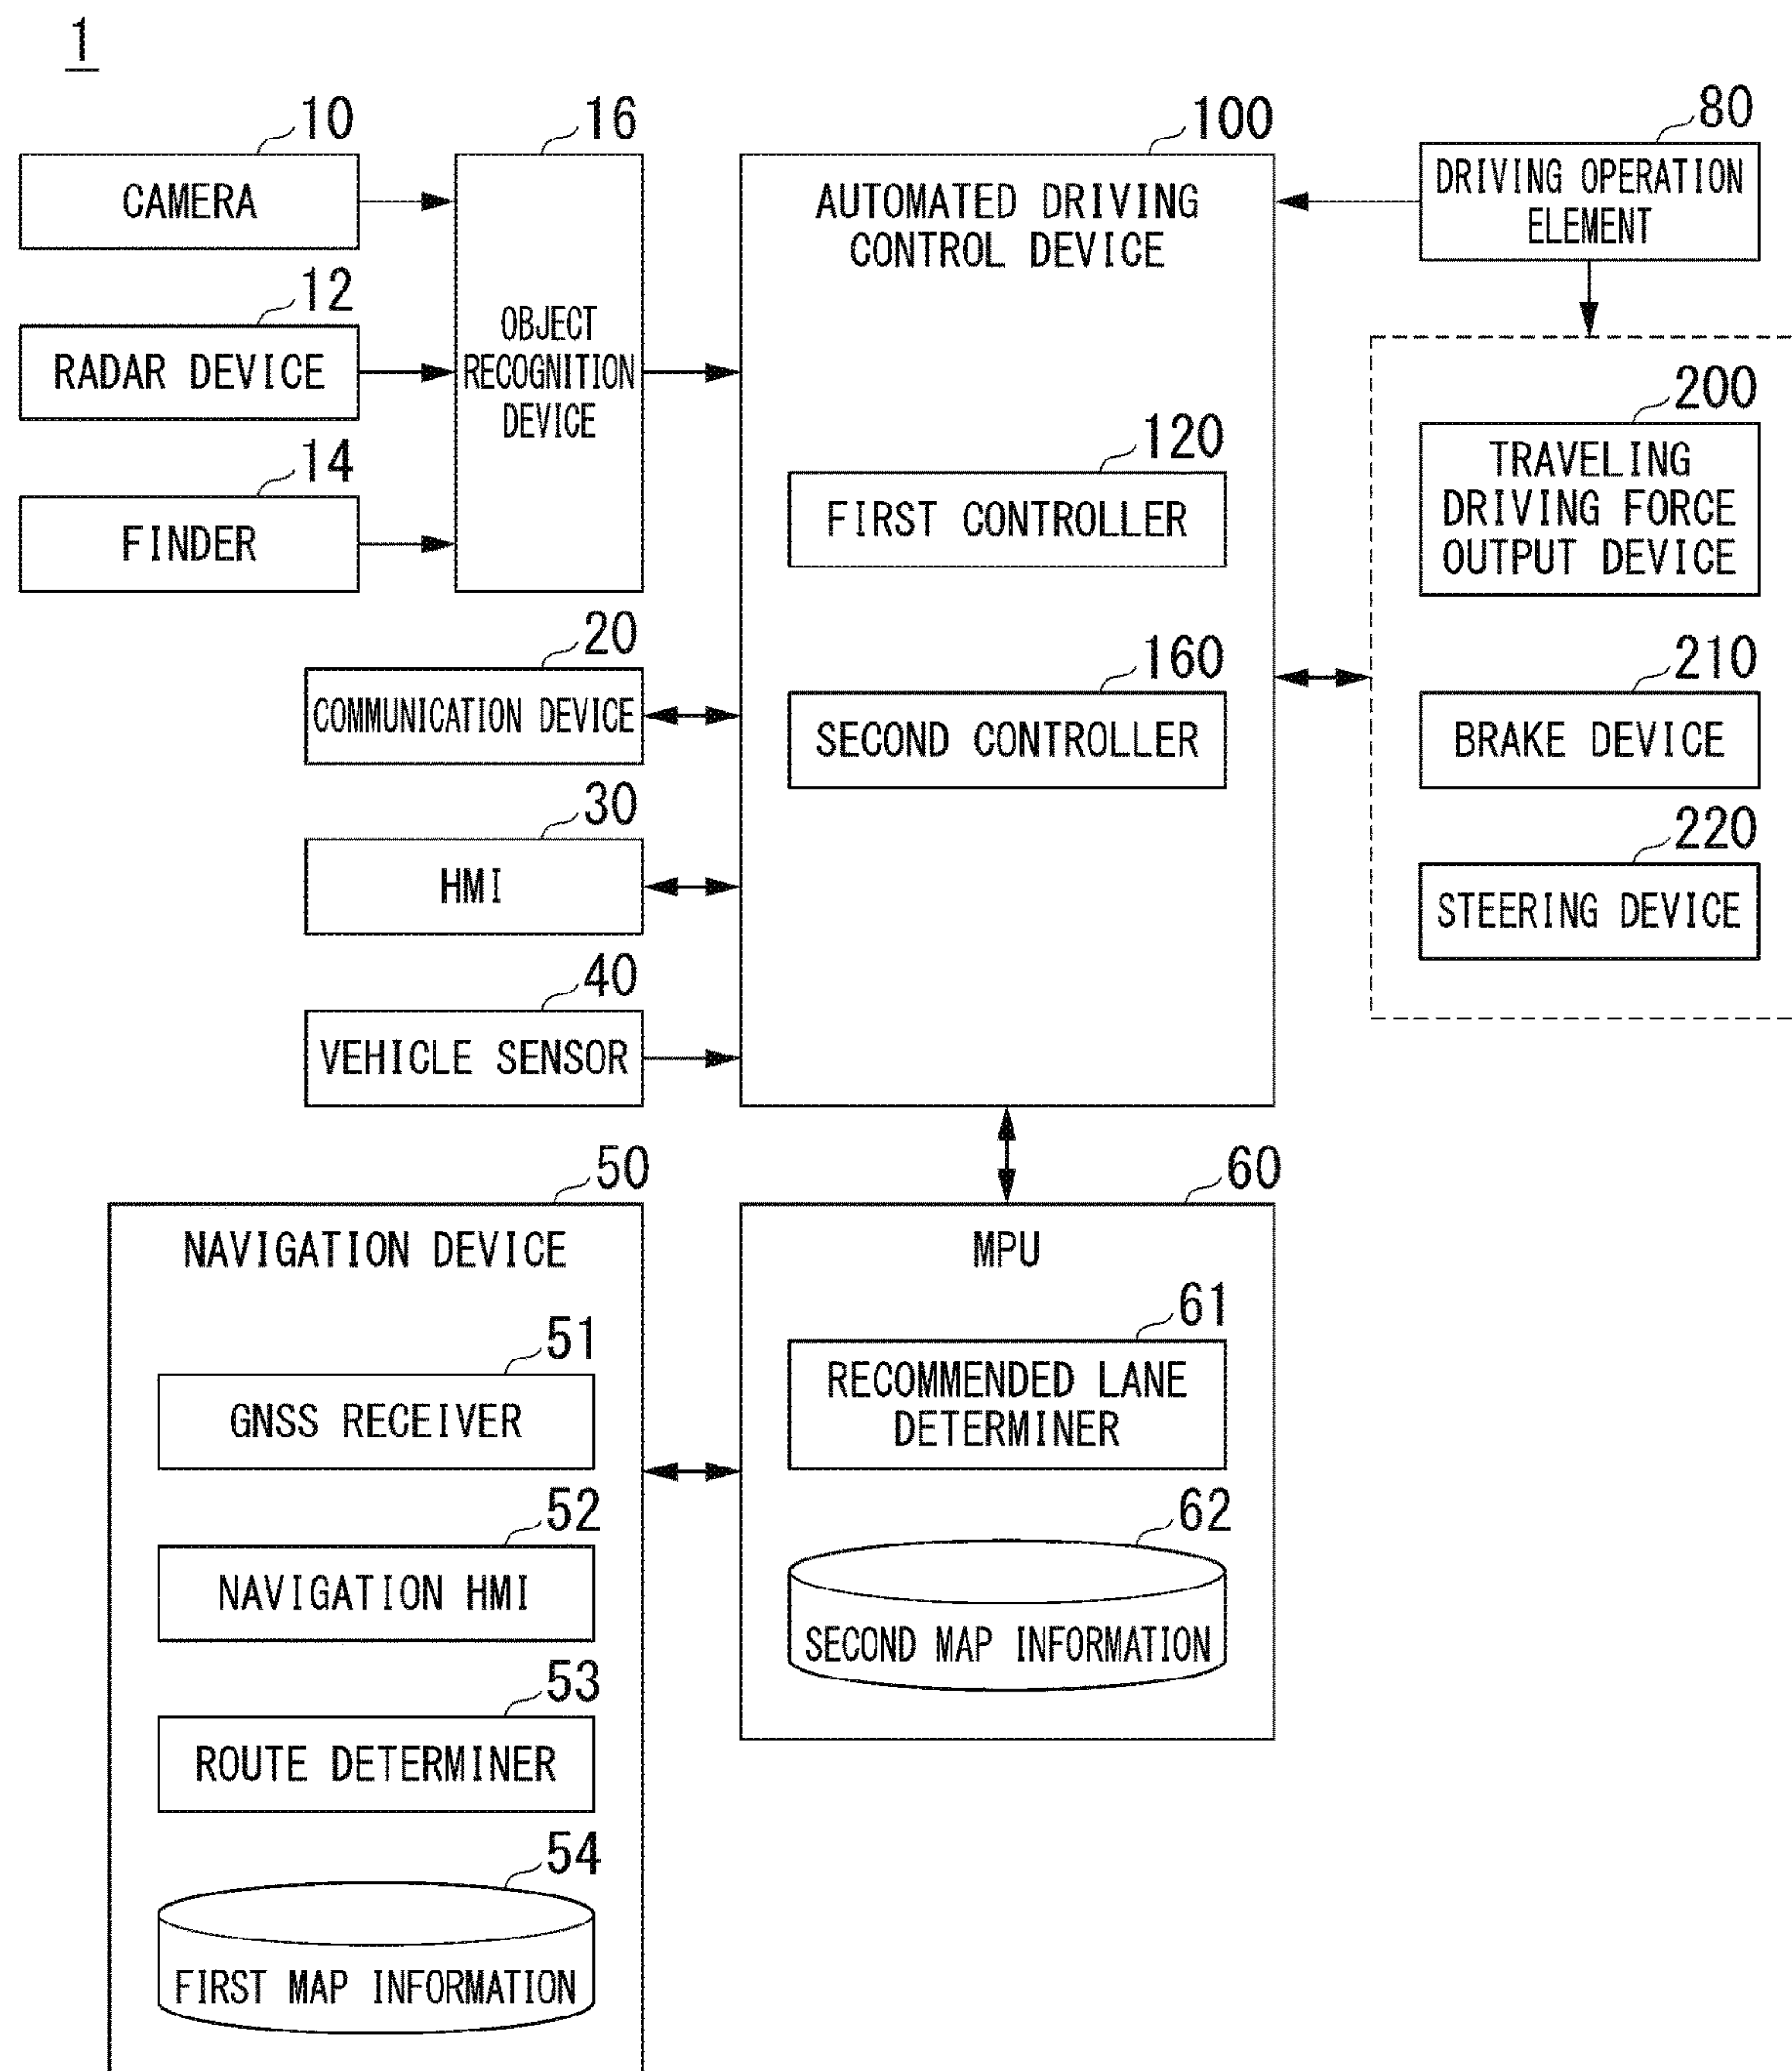 1
10
CAMERA
12
RADAR DEVICE
14
FINDER
16
OBJECT
RECOGNITION
DEVICE
20
COMMUNICATION DEVICE
30
HMI
40
VEHICLE SENSOR
100
AUTOMATED DRIVING
CONTROL DEVICE
120
FIRST CONTROLLER
160
SECOND CONTROLLER
80
DRIVING OPERATION
ELEMENT
200
TRAVELING
DRIVING FORCE
OUTPUT DEVICE
210
BRAKE DEVICE
220
STEERING DEVICE
50
NAVIGATION DEVICE
51
GNSS RECEIVER
52
NAVIGATION HMI
53
ROUTE DETERMINER
54
FIRST MAP INFORMATION
60
MPU
61
RECOMMENDED LANE
DETERMINER
62
SECOND MAP INFORMATION